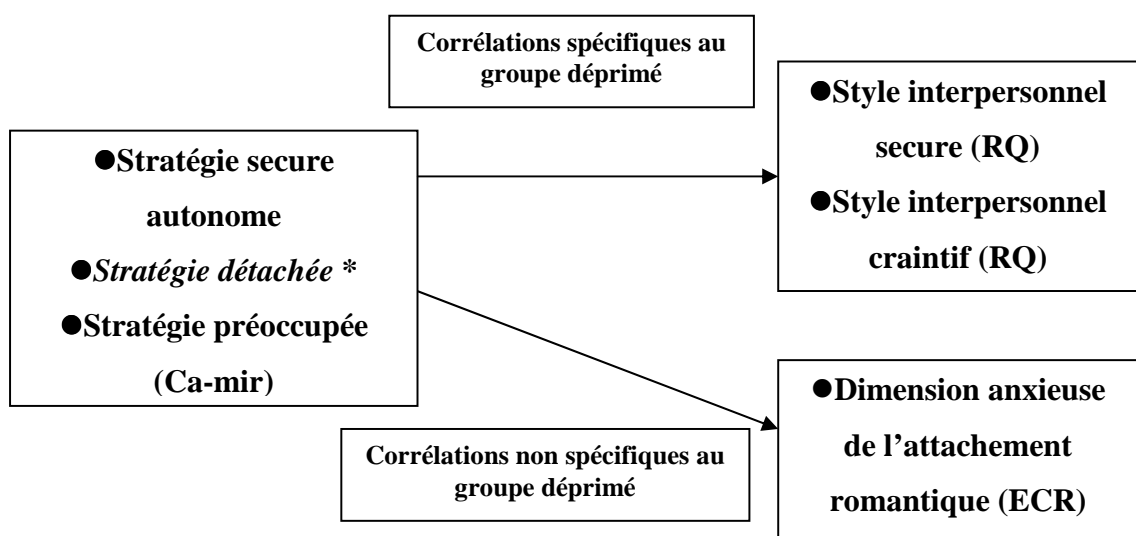 Corrélations spécifiques au
groupe déprimé
●Stratégie secure
autonome
●Stratégie détachée *
●Stratégie préoccupée
(Ca-mir)
●Style interpersonnel
secure (RQ)
●Style interpersonnel
craintif (RQ)
Corrélations non spécifiques au
groupe déprimé
●Dimension anxieuse
de l’attachement
romantique (ECR)